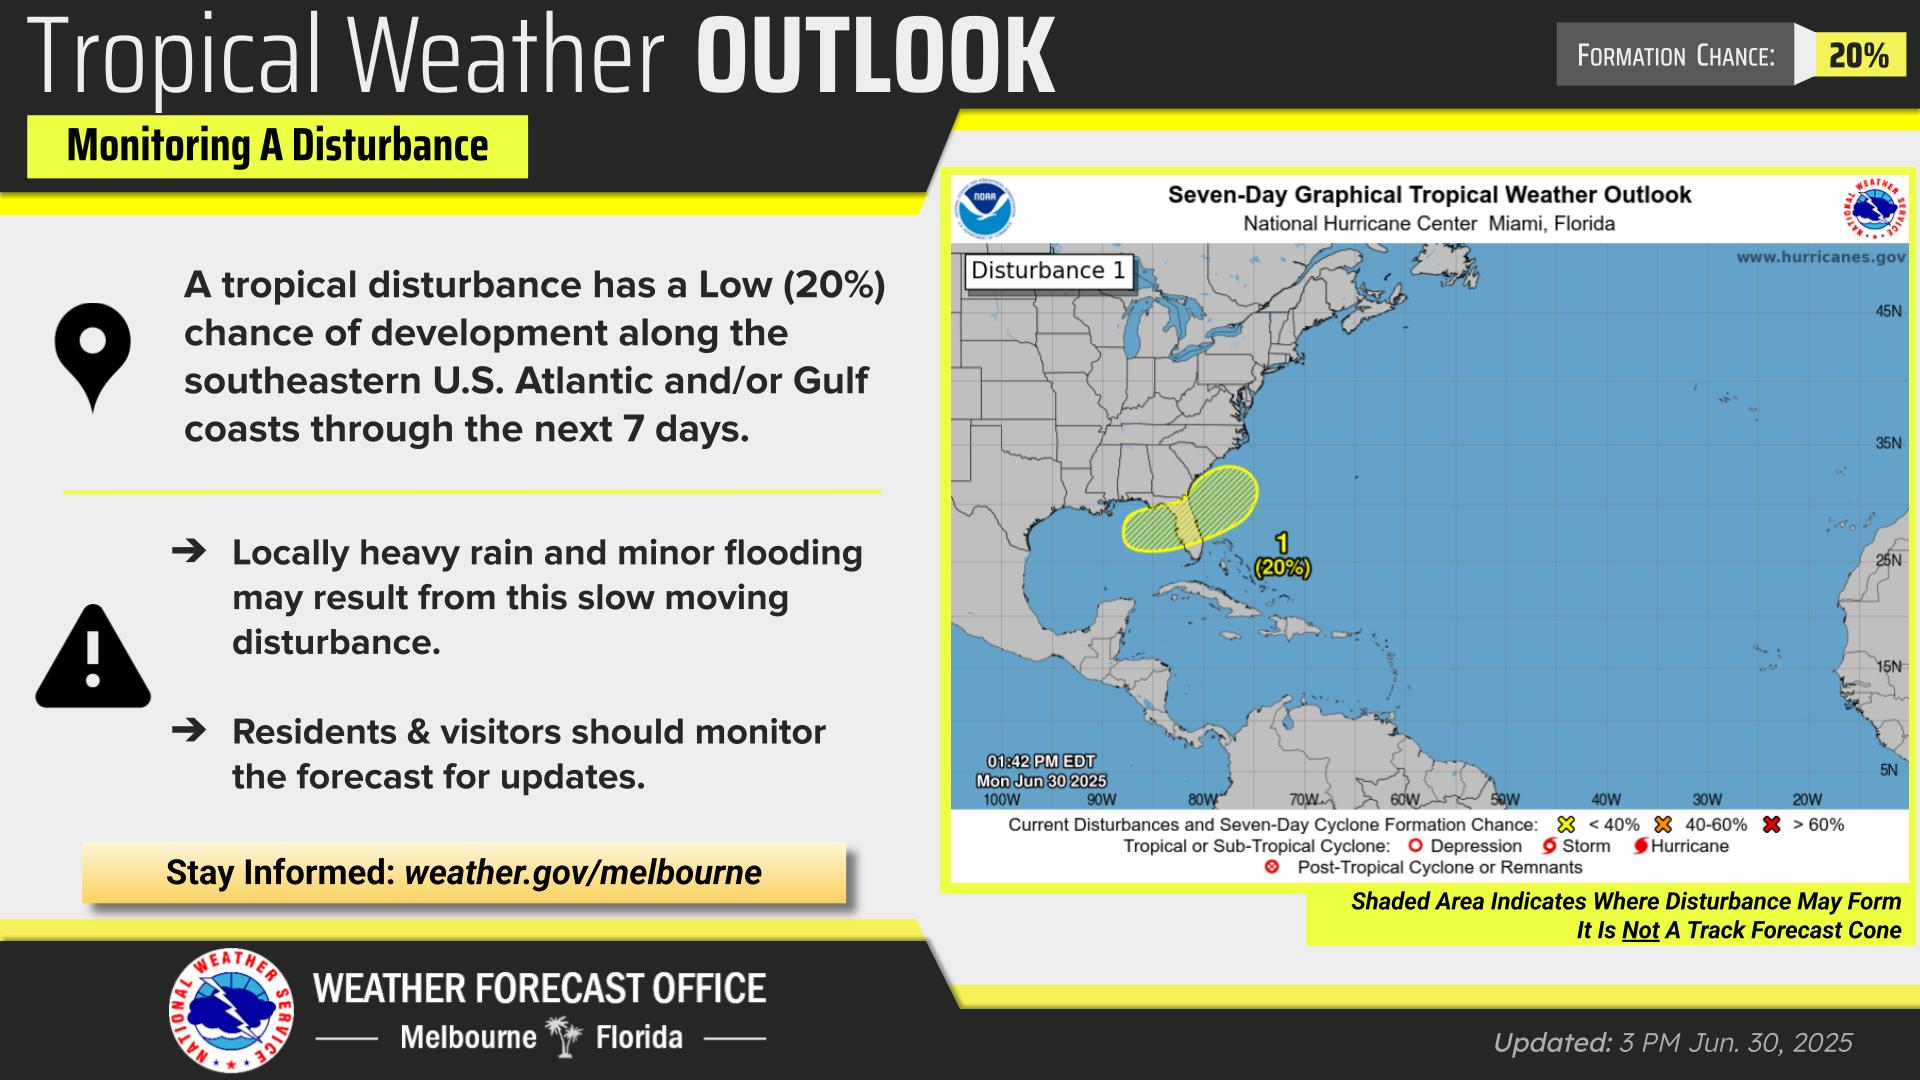 Tropical Weather OUTLOOK
FORMATION CHANCE: 20%
Monitoring A Disturbance
A tropical disturbance has a Low (20%)
chance of development along the
southeastern U.S. Atlantic and/or Gulf
coasts through the next 7 days.
➔ Locally heavy rain and minor flooding
may result from this slow moving
disturbance.
➔ Residents & visitors should monitor
the forecast for updates.
Stay Informed: weather.gov/melbourne
NATIONAL WEATHER SERVICE
WEATHER FORECAST OFFICE
Melbourne Florida
NOAA
Seven-Day Graphical Tropical Weather Outlook
National Hurricane Center Miami, Florida
NATIONAL WEATHER SERVICE
www.hurricanes.gov
Disturbance 1
45N
35N
25N
15N
5N
1
(20%)
01:42 PM EDT
Mon Jun 30 2025
100W 90W 80W 70W 60W 50W 40W 30W 20W
Current Disturbances and Seven-Day Cyclone Formation Chance: < 40% 40-60% > 60%
Tropical or Sub-Tropical Cyclone: Depression Storm Hurricane
Post-Tropical Cyclone or Remnants
Shaded Area Indicates Where Disturbance May Form
It Is Not A Track Forecast Cone
Updated: 3 PM Jun. 30, 2025